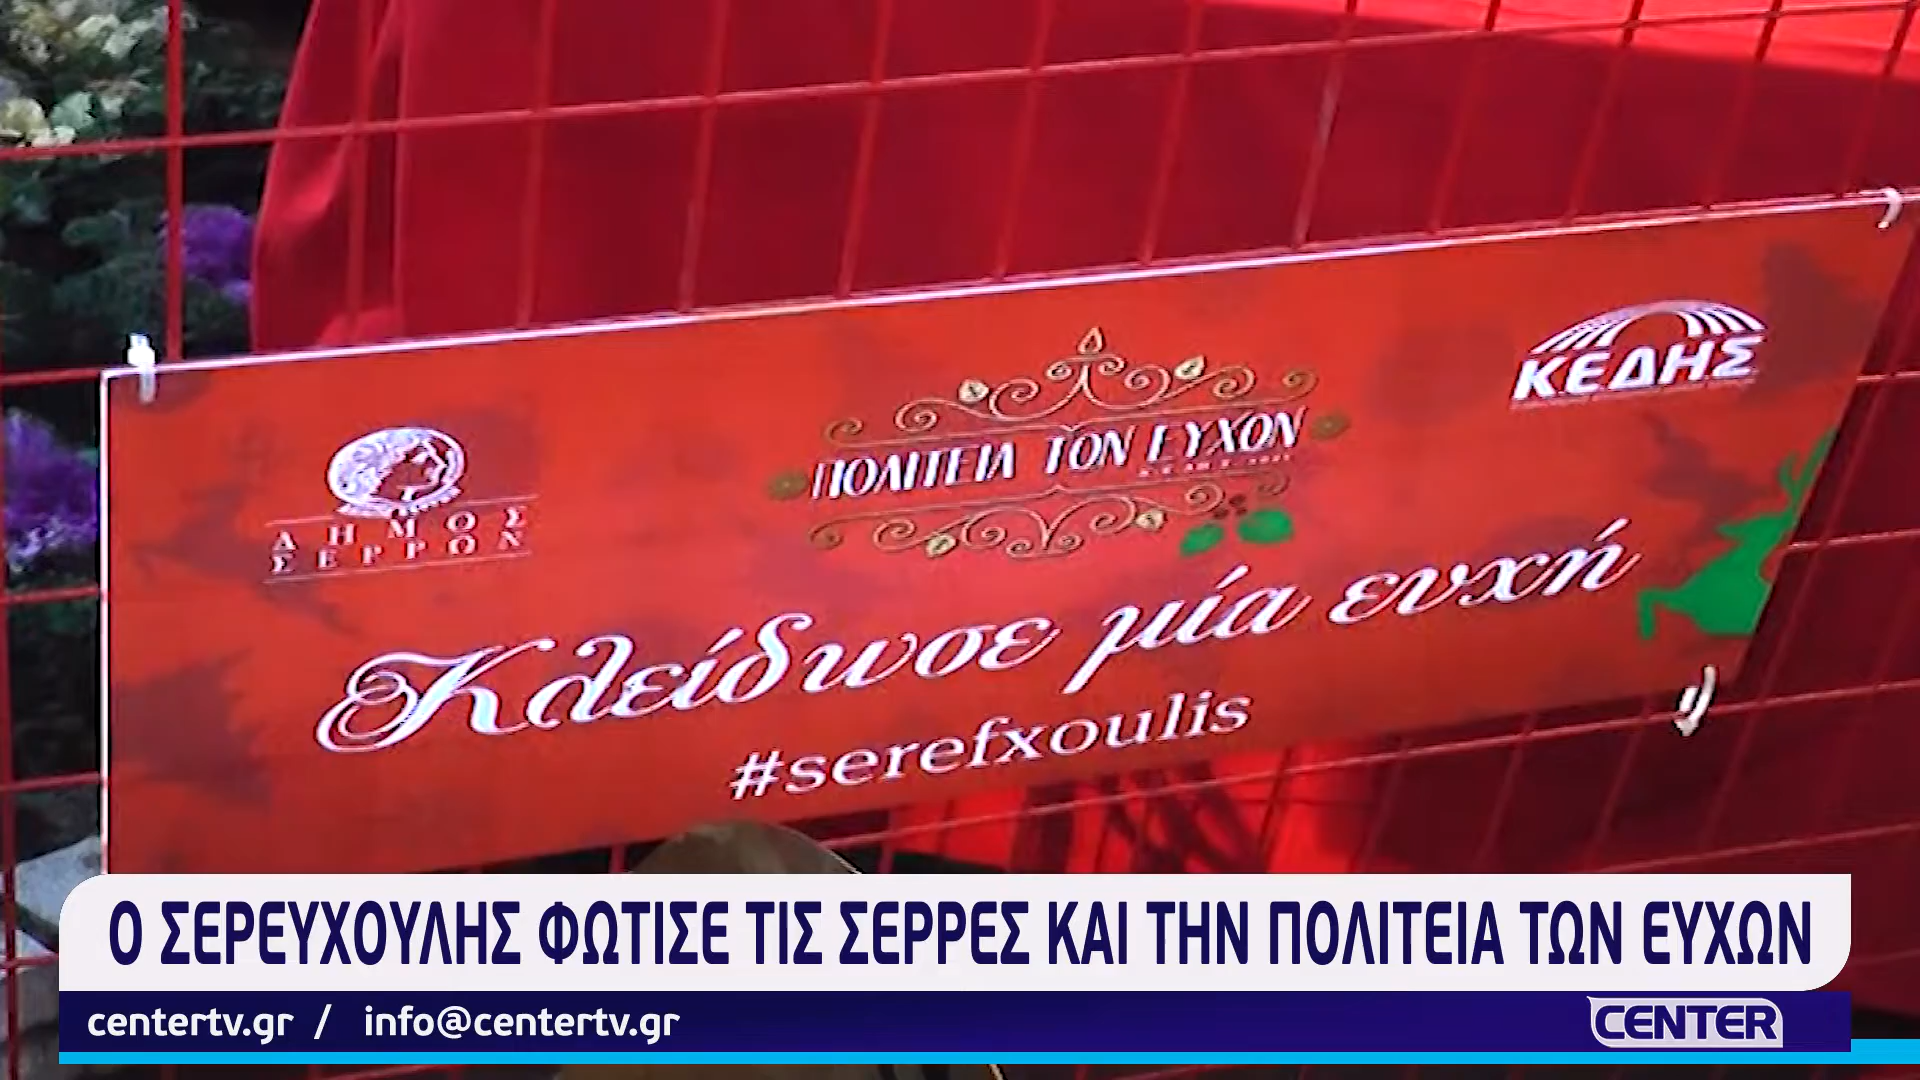 ΚΕΔΗΣ
ΠΟΛΙΤΕΙΑ ΤΩΝ ΕΥΧΩΝ
ΔΗΜΟΣ
ΣΕΡΡΩΝ
Κλείδωσε μία ευχή
#serefxoulis
Ο ΣΕΡΕΥΧΟΥΛΗΣ ΦΩΤΙΣΕ ΤΙΣ ΣΕΡΡΕΣ ΚΑΙ ΤΗΝ ΠΟΛΙΤΕΙΑ ΤΩΝ ΕΥΧΩΝ
centertv.gr / info@centertv.gr
CENTER